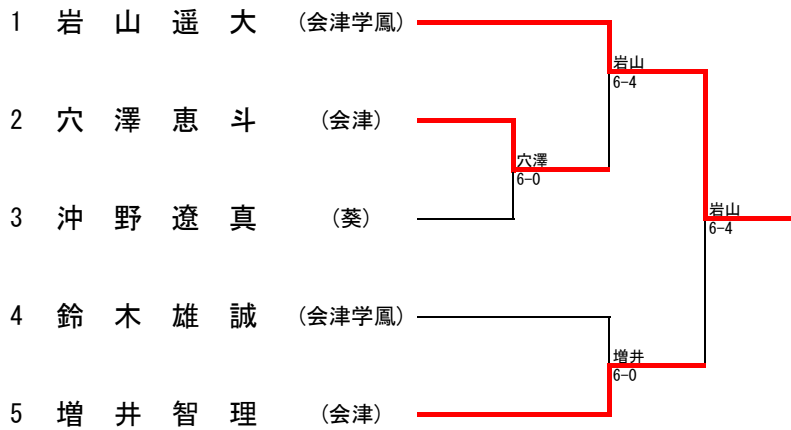 1 岩山遥大 (会津学鳳)
岩山
6-4
2 穴澤恵斗 (会津)
穴澤
6-0
3 沖野遼真 (葵)
岩山
6-4
4 鈴木雄誠 (会津学鳳)
増井
6-0
5 増井智理 (会津)